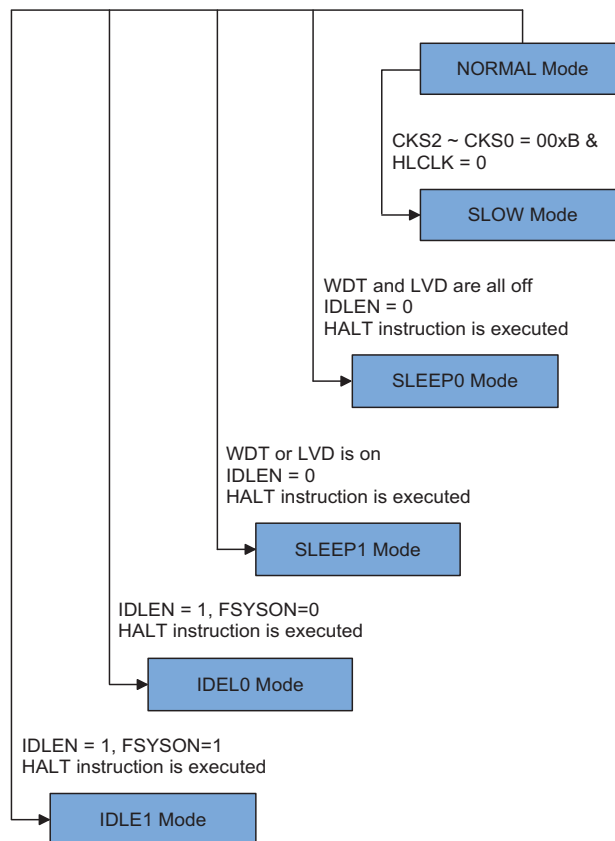 NORMAL Mode
CKS2 ~ CKS0 = 00xB &
HLCLK = 0
SLOW Mode
WDT and LVD are all off
IDLEN = 0
HALT instruction is executed
SLEEP0 Mode
WDT or LVD is on
IDLEN = 0
HALT instruction is executed
SLEEP1 Mode
IDLEN = 1, FSYSON=0
HALT instruction is executed
IDEL0 Mode
IDLEN = 1, FSYSON=1
HALT instruction is executed
IDLE1 Mode